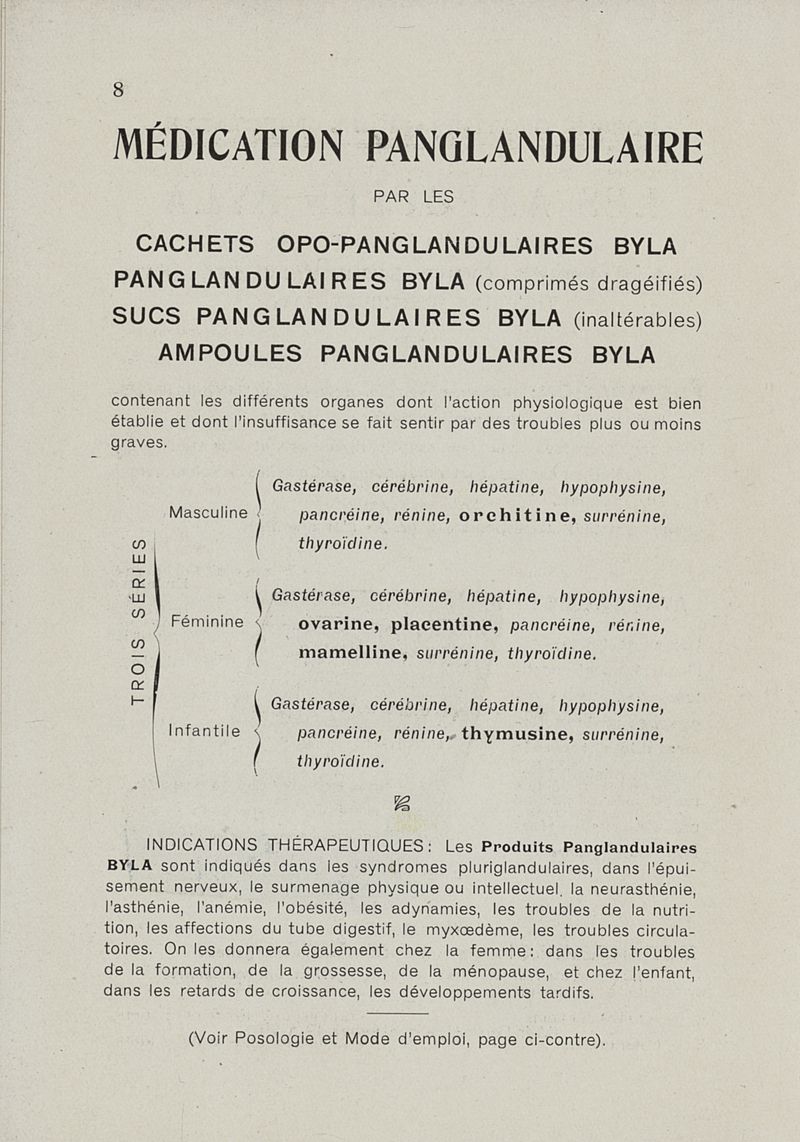 8
MÉDICATION PANGLANDULAIRE
PAR LES
CACHETS OPO-PANGLANDULAIRES BYLA
PANGLANDULAIRES BYLA (comprimés dragéifiés)
SUCS PANGLANDULAIRES BYLA (inaltérables)
AMPOULES PANGLANDULAIRES BYLA
contenant les différents organes dont l'action physiologique est bien
établie et dont l'insuffisance se fait sentir par des troubles plus ou moins
graves.
TROIS SÉRIES
Masculine
Gastérase, cérébrine, hépatine, hypophysine,
pancréine, rénine, orchitine, surrénine,
thyroïdine.
Féminine
Gastérase, cérébrine, hépatine, hypophysine,
ovarine, placentine, pancréine, rénine,
mamelline, surrénine, thyroïdine.
Infantile
Gastérase, cérébrine, hépatine, hypophysine,
pancréine, rénine, thymusine, surrénine,
thyroïdine.
INDICATIONS THÉRAPEUTIQUES : Les Produits Panglandulaires
BYLA sont indiqués dans les syndromes pluriglandulaires, dans l'épui-
sement nerveux, le surmenage physique ou intellectuel, la neurasthénie,
l'asthénie, l'anémie, l'obésité, les adynamies, les troubles de la nutri-
tion, les affections du tube digestif, le myxœdème, les troubles circula-
toires. On les donnera également chez la femme : dans les troubles
de la formation, de la grossesse, de la ménopause, et chez l'enfant,
dans les retards de croissance, les développements tardifs.
(Voir Posologie et Mode d'emploi, page ci-contre).